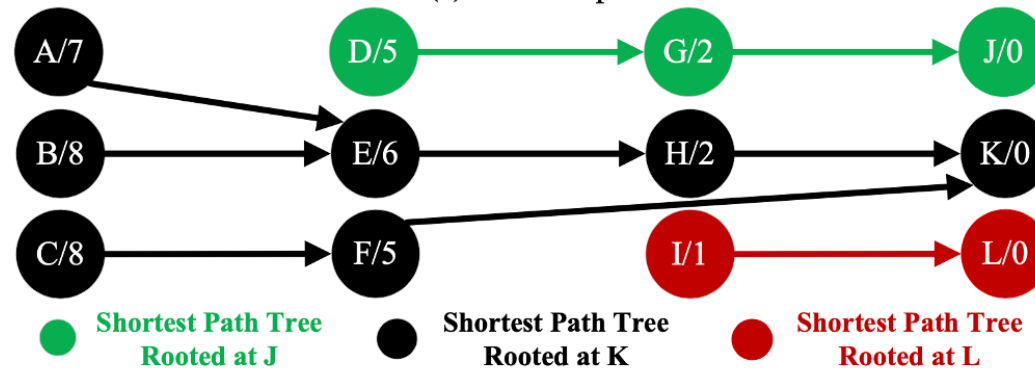 A/7 D/5 G/2 J/0
B/8 E/6 H/2 K/0
C/8 F/5 I/1 L/0
Shortest Path Tree Rooted at J
Shortest Path Tree Rooted at K
Shortest Path Tree Rooted at L